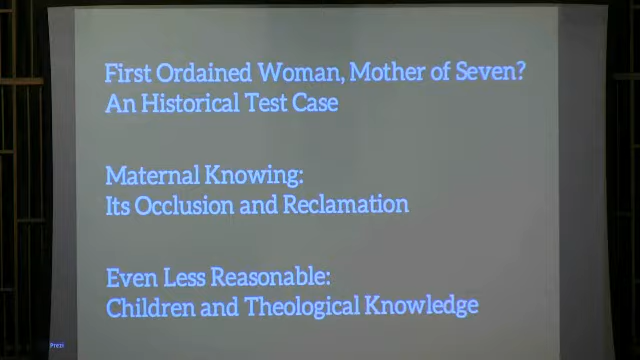 First Ordained Woman, Mother of Seven?
An Historical Test Case
Maternal Knowing:
Its Occlusion and Reclamation
Even Less Reasonable:
Children and Theological Knowledge
Prezi